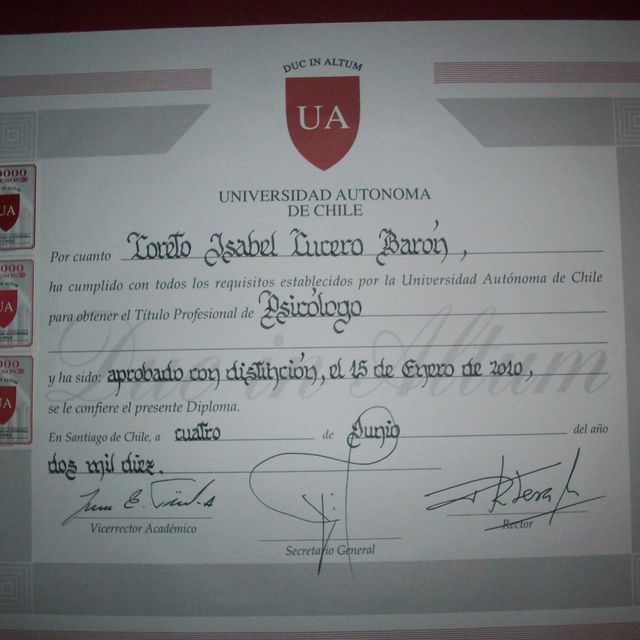 DUC IN ALTUM
UA
UNIVERSIDAD AUTONOMA
DE CHILE
Por cuanto Loreto Isabel Lucero Barón,
ha cumplido con todos los requisitos establecidos por la Universidad Autónoma de Chile
para obtener el Título Profesional de Psicólogo
Duc in Altum
y ha sido: aprobado con distinción, el 15 de Enero de 2010,
se le confiere el presente Diploma.
En Santiago de Chile, a cuatro de Junio del año
dos mil diez.
Vicerrector Académico
Secretario General
Rector